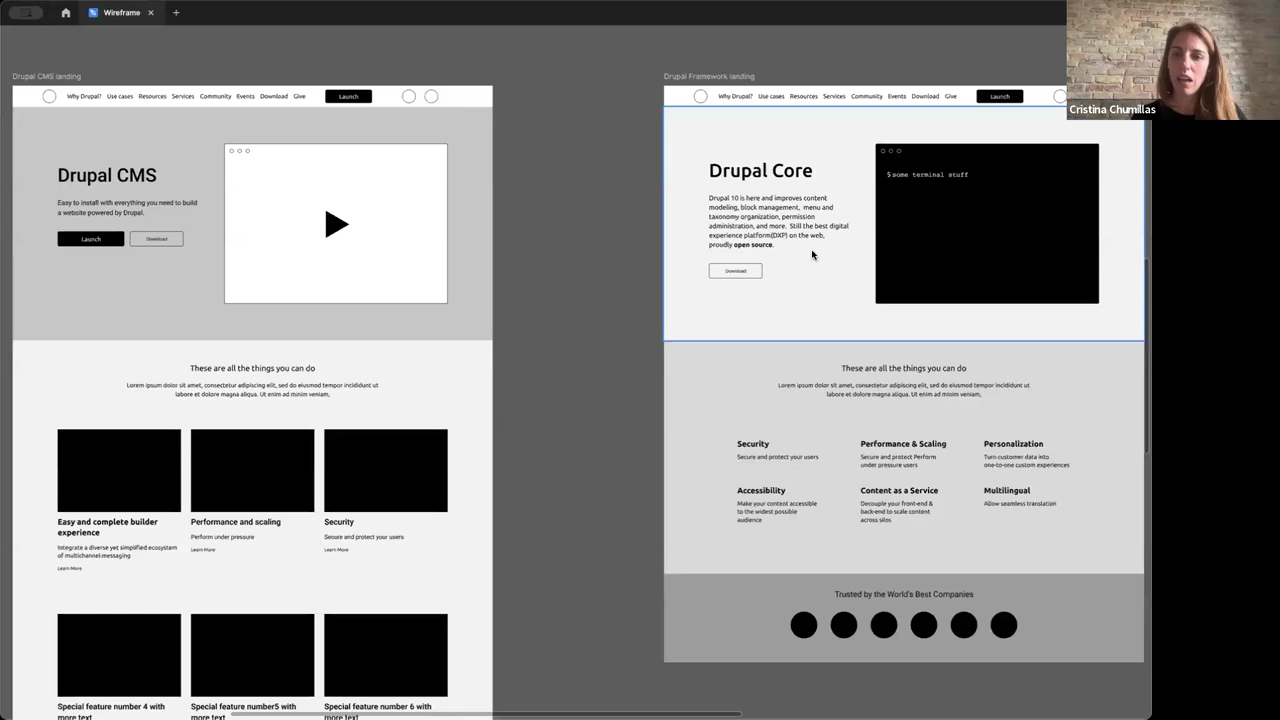 Wireframe
Drupal CMS landing
Why Drupal? Use cases Resources Services Community Events Download Give Launch
Drupal CMS
Easy to install with everything you need to build
a website powered by Drupal.
Launch Download
These are all the things you can do
Lorem ipsum dolor sit amet, consectetur adipiscing elit, sed do eiusmod tempor incididunt ut
labore et dolore magna aliqua. Ut enim ad minim veniam,
Easy and complete builder
experience
Integrate a diverse yet simplified ecosystem
of multichannel messaging
Learn More
Performance and scaling
Perform under pressure
Learn More
Security
Secure and protect your users
Learn More
Special feature number 4 with
more text
Special feature number5 with
more text
Special feature number 6 with
more text
Drupal Framework landing
Why Drupal? Use cases Resources Services Community Events Download Give Launch
Drupal Core
Drupal 10 is here and improves content
modeling, block management, menu and
taxonomy organization, permission
administration, and more. Still the best digital
experience platform(DXP) on the web,
proudly open source.
Download
$ some terminal stuff
These are all the things you can do
Lorem ipsum dolor sit amet, consectetur adipiscing elit, sed do eiusmod tempor incididunt ut
labore et dolore magna aliqua. Ut enim ad minim veniam,
Security
Secure and protect your users
Performance & Scaling
Secure and protect Perform
under pressure users
Personalization
Turn customer data into
one-to-one custom experiences
Accessibility
Make your content accessible
to the widest possible
audience
Content as a Service
Decouple your front-end &
back-end to scale content
across silos
Multilingual
Allow seamless translation
Trusted by the World's Best Companies
Cristina Chumillas